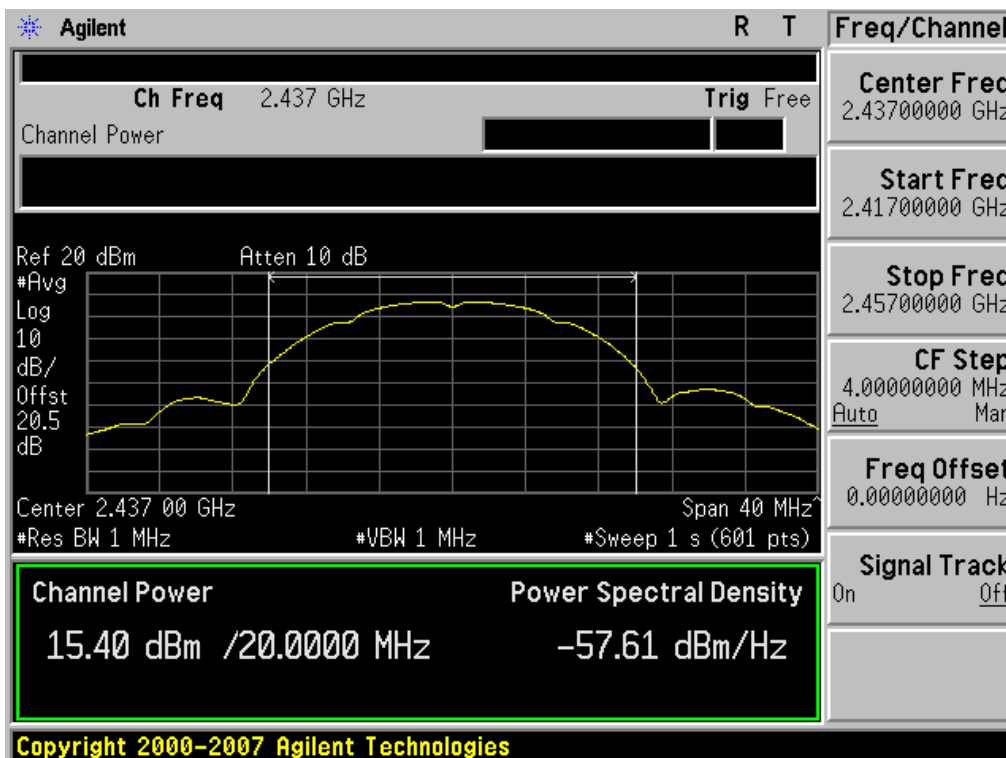 Agilent R T
Ch Freq 2.437 GHz Trig Free
Channel Power
Ref 20 dBm Atten 10 dB
#Avg
Log
10
dB/
Offst
20.5
dB
Center 2.437 00 GHz Span 40 MHz^
#Res BW 1 MHz #VBW 1 MHz #Sweep 1 s (601 pts)
Channel Power Power Spectral Density
15.40 dBm /20.0000 MHz -57.61 dBm/Hz
Copyright 2000-2007 Agilent Technologies
Freq/Channel
Center Freq
2.43700000 GHz
Start Freq
2.41700000 GHz
Stop Freq
2.45700000 GHz
CF Step
4.00000000 MHz
Auto Man
Freq Offset
0.00000000 Hz
Signal Track
On Off